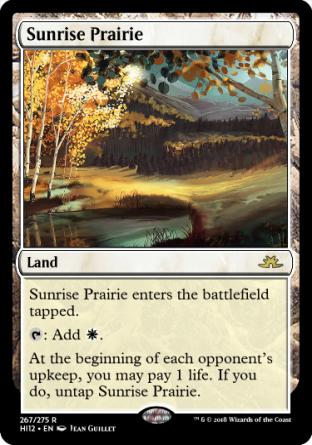 Sunrise Prairie
Land
Sunrise Prairie enters the battlefield
tapped.
: Add .
At the beginning of each opponent's
upkeep, you may pay 1 life. If you
do, untap Sunrise Prairie.
267/275 R
HI12 • EN JEAN GUILLET
™ & © 2018 Wizards of the Coast